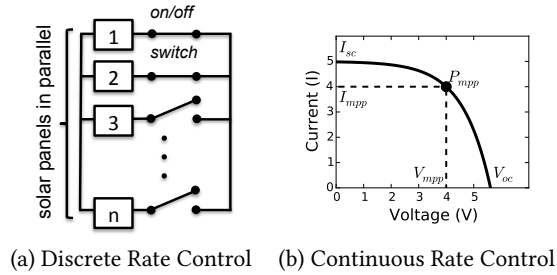 solar panels in parallel
on/off
switch
1
2
3
n
(a) Discrete Rate Control
Current (I)
5
4
3
2
1
0
I_sc
I_mpp
P_mpp
V_mpp
V_oc
0 1 2 3 4 5
Voltage (V)
(b) Continuous Rate Control